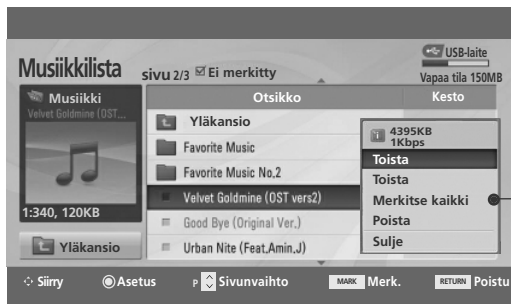 USB-laite
Musiikkilista sivu 2/3 Ei merkitty
Vapaa tila 150MB
Musiikki
Velvet Goldmine (OST...
1:340, 120KB
Yläkansio
Otsikko Kesto
Yläkansio
Favorite Music
Favorite Music No,2
Velvet Goldmine (OST vers2)
Good Bye (Original Ver,)
Urban Nite (Feat,Amin,J)
4395KB
1Kbps
Toista
Toista
Merkitse kaikki
Poista
Sulje
Siirry Asetus P Sivunvaihto MARK Merk. RETURN Poistu